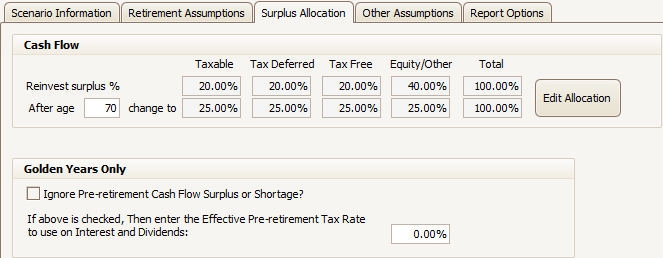 Scenario Information Retirement Assumptions Surplus Allocation Other Assumptions Report Options
Cash Flow
Taxable Tax Deferred Tax Free Equity/Other Total
Reinvest surplus % 20.00% 20.00% 20.00% 40.00% 100.00%
After age 70 change to 25.00% 25.00% 25.00% 25.00% 100.00%
Edit Allocation
Golden Years Only
Ignore Pre-retirement Cash Flow Surplus or Shortage?
If above is checked, Then enter the Effective Pre-retirement Tax Rate
to use on Interest and Dividends: 0.00%